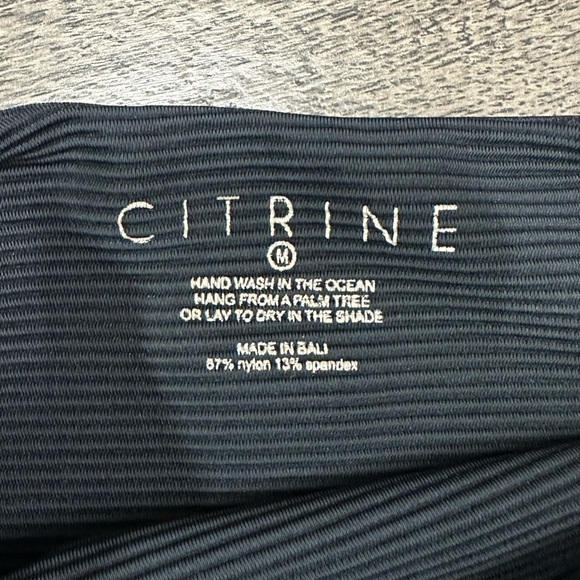 CITRINE
M
HAND WASH IN THE OCEAN
HANG FROM A PALM TREE
OR LAY TO DRY IN THE SHADE
MADE IN BALI
87% nylon 13% spandex